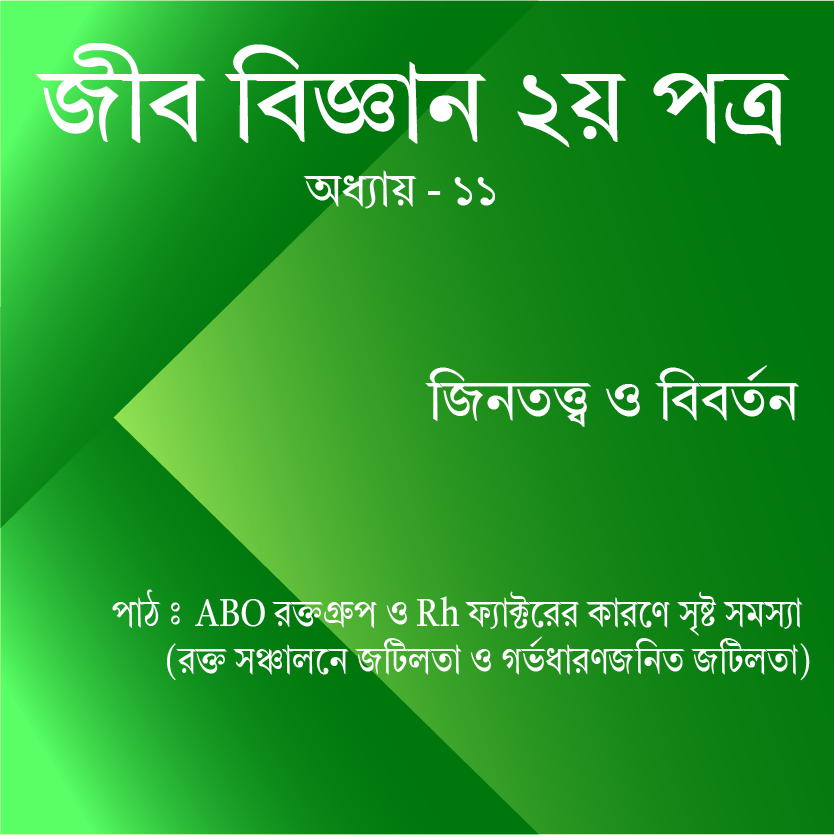 জীব বিজ্ঞান ২য় পত্র
অধ্যায় - ১১
জিনতত্ত্ব ও বিবর্তন
পাঠ ঃ ABO রক্তগ্রুপ ও Rh ফ্যাক্টরের কারণে সৃষ্ট সমস্যা
(রক্ত সঞ্চালনে জটিলতা ও গর্ভধারণজনিত জটিলতা)